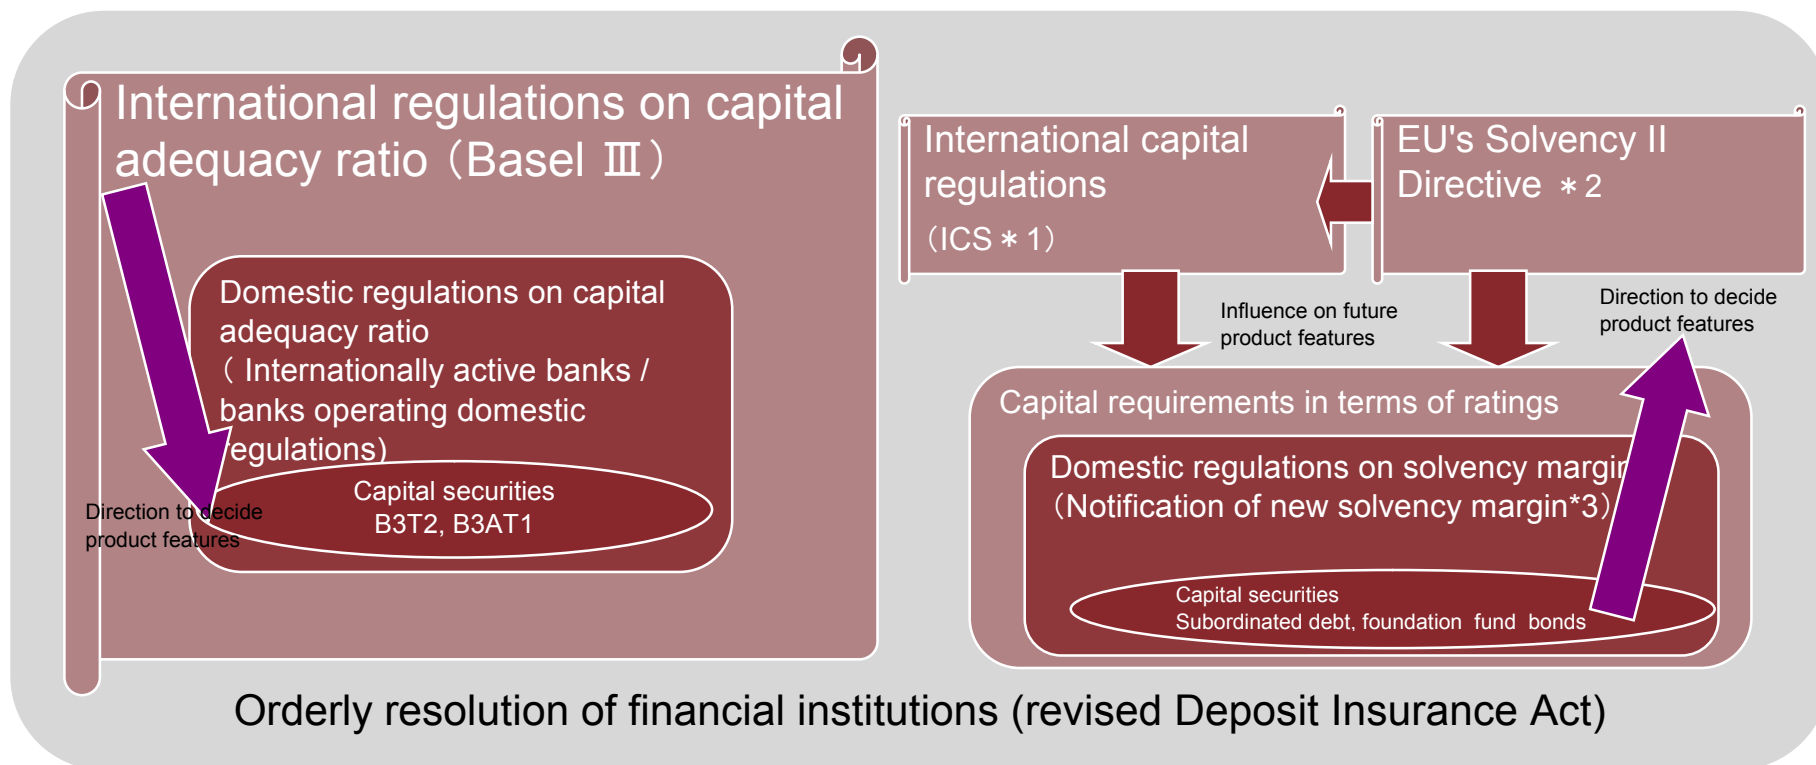 International regulations on capital
adequacy ratio（Basel Ⅲ）
Domestic regulations on capital
adequacy ratio
（ Internationally active banks /
banks operating domestic
regulations)
Capital securities
B3T2, B3AT1
Direction to decide
product features
International capital
regulations
（ICS＊1）
EU's Solvency II
Directive ＊2
Influence on future
product features
Direction to decide
product features
Capital requirements in terms of ratings
Domestic regulations on solvency margin
（Notification of new solvency margin*3）
Capital securities
Subordinated debt, foundation fund bonds
Orderly resolution of financial institutions (revised Deposit Insurance Act)